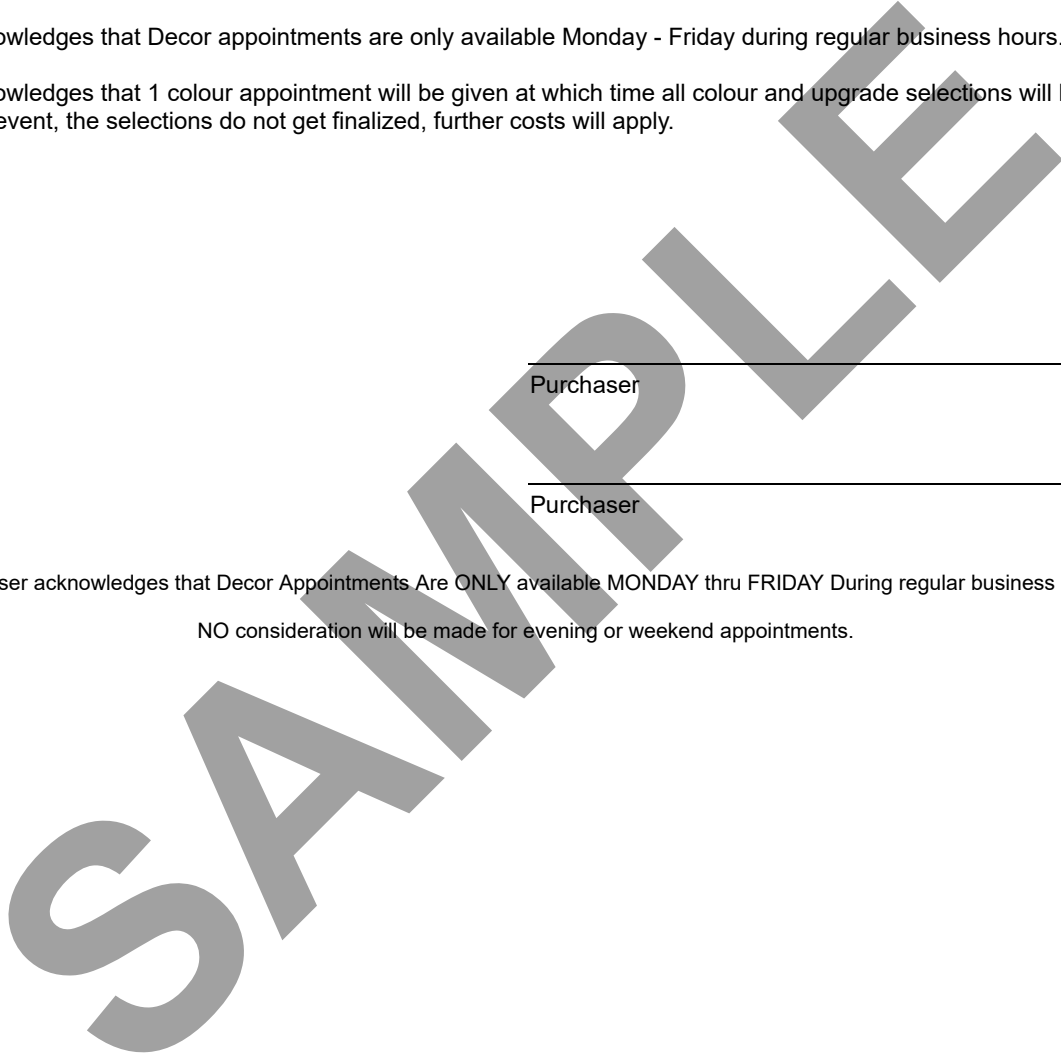 owledges that Decor appointments are only available Monday - Friday during regular business hours.
owledges that 1 colour appointment will be given at which time all colour and upgrade selections will
event, the selections do not get finalized, further costs will apply.
Purchaser
Purchaser
ser acknowledges that Decor Appointments Are ONLY available MONDAY thru FRIDAY During regular business
NO consideration will be made for evening or weekend appointments.
SAMPLE